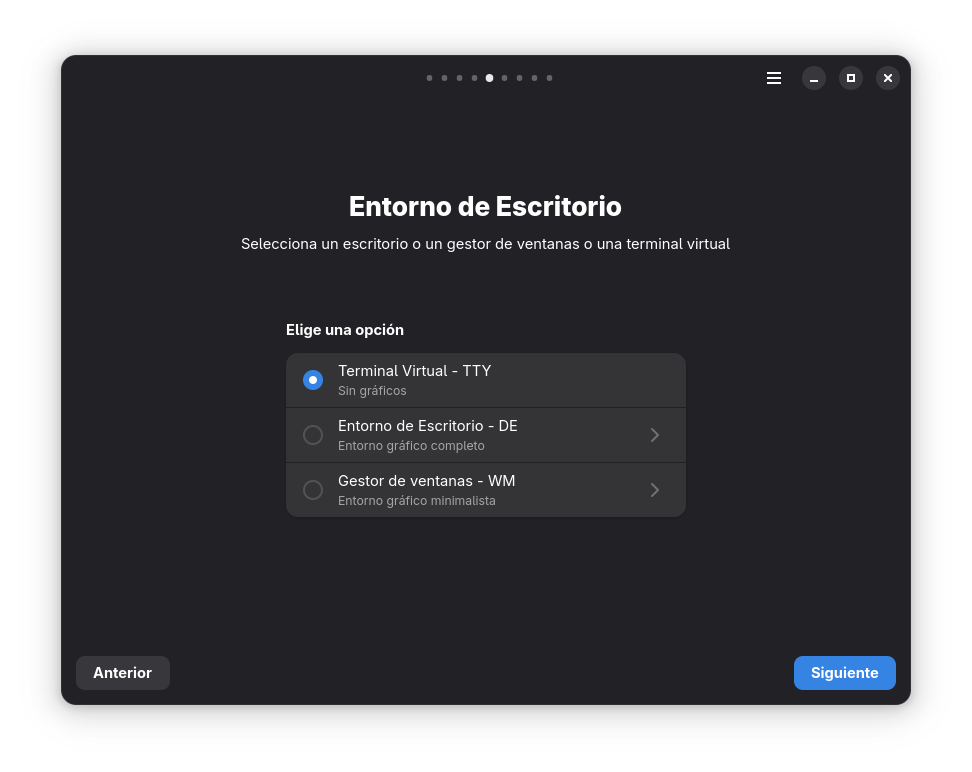 Entorno de Escritorio
Selecciona un escritorio o un gestor de ventanas o una terminal virtual
Elige una opción
Terminal Virtual - TTY
Sin gráficos
Entorno de Escritorio - DE
Entorno gráfico completo
Gestor de ventanas - WM
Entorno gráfico minimalista
Anterior
Siguiente